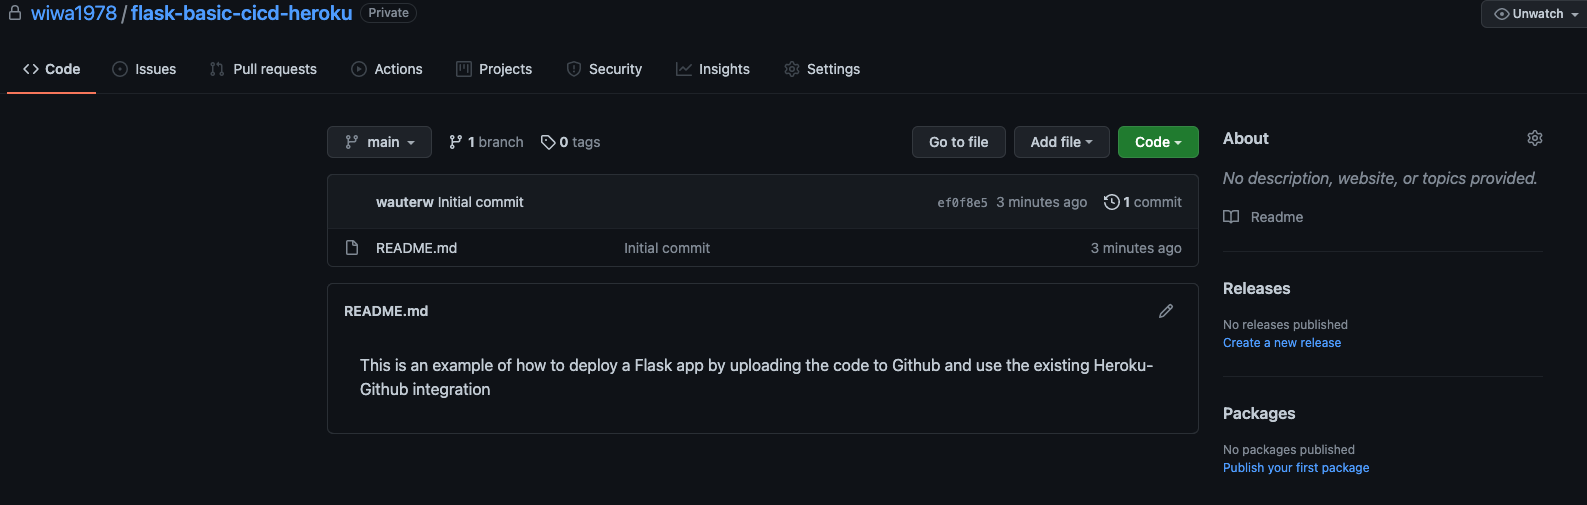 wiwa1978 / flask-basic-cicd-heroku Private
Unwatch
Code Issues Pull requests Actions Projects Security Insights Settings
main 1 branch 0 tags Go to file Add file Code
wauterw Initial commit ef0f8e5 3 minutes ago 1 commit
README.md Initial commit 3 minutes ago
README.md
This is an example of how to deploy a Flask app by uploading the code to Github and use the existing Heroku-
Github integration
About
No description, website, or topics provided.
Readme
Releases
No releases published
Create a new release
Packages
No packages published
Publish your first package